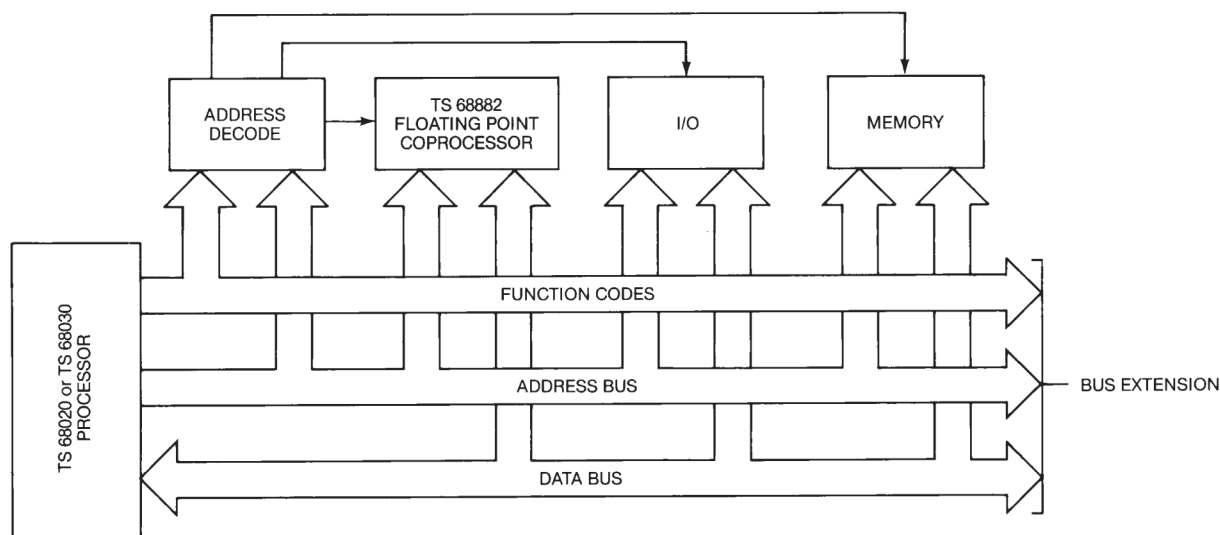 ADDRESS
DECODE
TS 68882
FLOATING POINT
COPROCESSOR
I/O
MEMORY
TS 68020 or TS 68030
PROCESSOR
FUNCTION CODES
ADDRESS BUS
BUS EXTENSION
DATA BUS